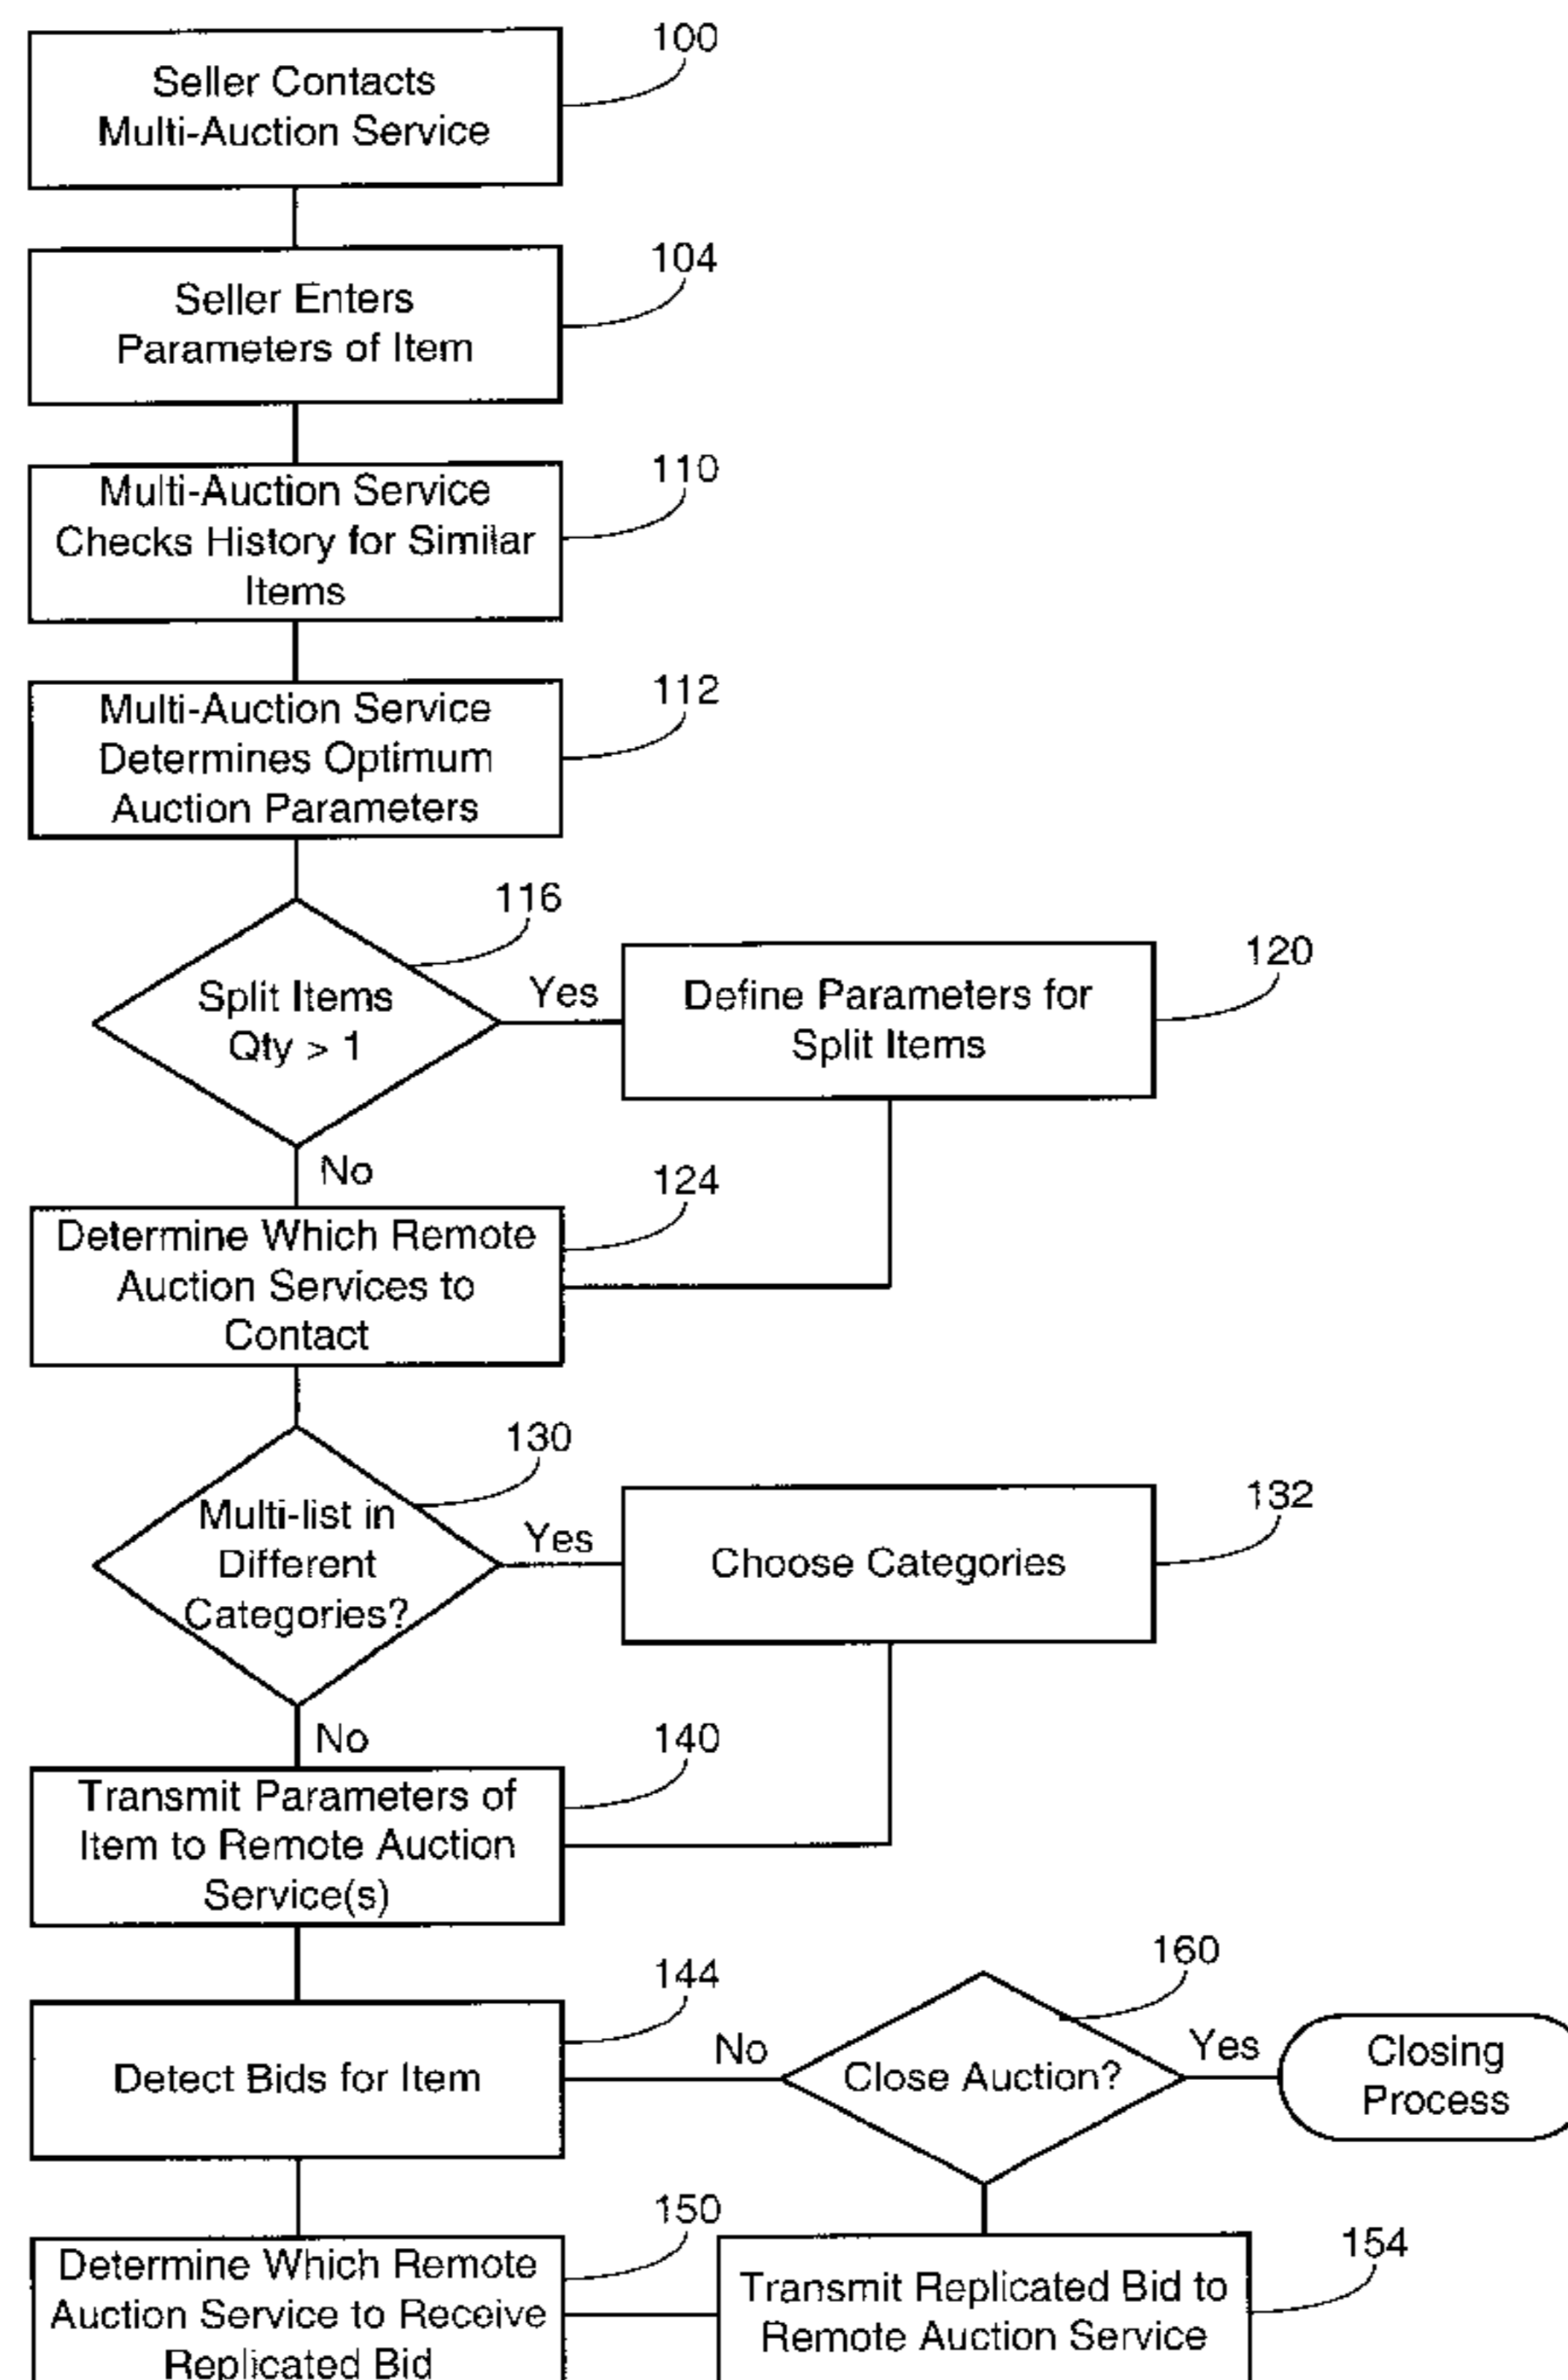 100
Seller Contacts
Multi-Auction Service
104
Seller Enters
Parameters of Item
110
Multi-Auction Service
Checks History for Similar
Items
112
Multi-Auction Service
Determines Optimum
Auction Parameters
116
Split Items
Qty > 1
Yes
120
Define Parameters for
Split Items
No
124
Determine Which Remote
Auction Services to
Contact
130
Multi-list in
Different
Categories?
Yes
132
Choose Categories
No
140
Transmit Parameters of
Item to Remote Auction
Service(s)
144
Detect Bids for Item
No
160
Close Auction?
Yes
Closing
Process
150
Determine Which Remote
Auction Service to Receive
Replicated Bid
154
Transmit Replicated Bid to
Remote Auction Service